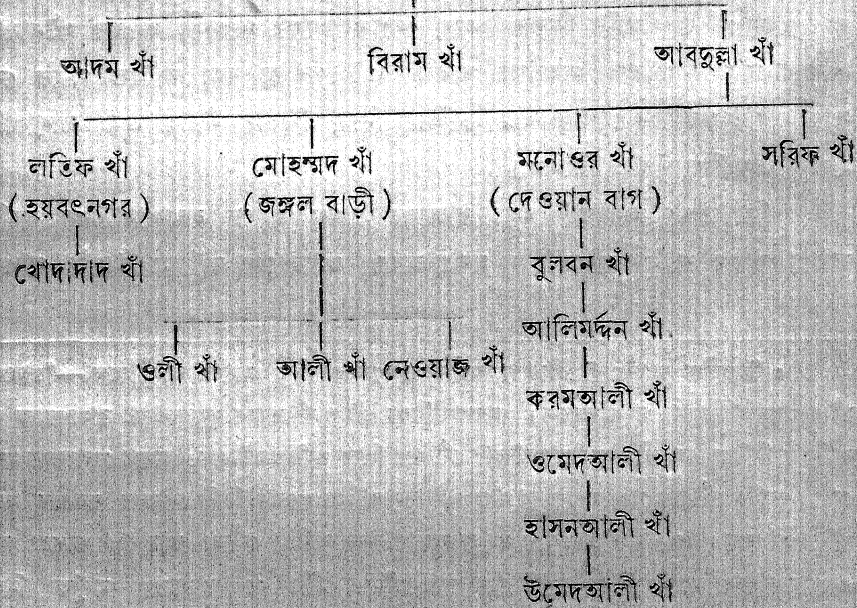 আদম খাঁ বিরাম খাঁ আবদুল্লা খাঁ
লতিফ খাঁ মোহম্মদ খাঁ মনোওর খাঁ সরিফ খাঁ
(হয়বৎনগর) (জঙ্গল বাড়ী) (দেওয়ান বাগ)
খোদাদাদ খাঁ বুলবন খাঁ
আলিমর্দ্দন খাঁ
ওলী খাঁ আলী খাঁ নেওয়াজ খাঁ
করমআলী খাঁ
ওমেদআলী খাঁ
হাসনআলী খাঁ
উমেদআলী খাঁ